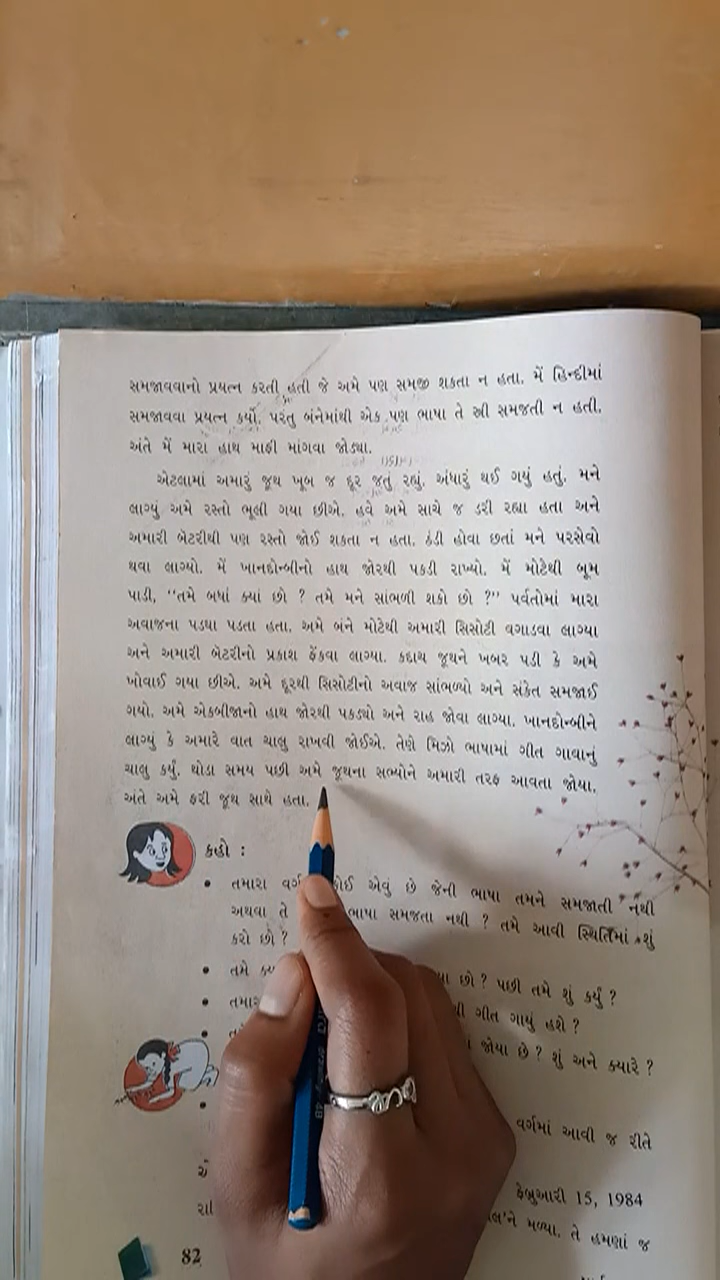 સમજાવવાનો પ્રયત્ન કરતી હતી જે અમે પણ સમજી શકતા ન હતા. મેં હિન્દીમાં
સમજાવવા પ્રયત્ન કર્યો. પરંતુ બંનેમાંથી એક પણ ભાષા તે સ્ત્રી સમજતી ન હતી.
અંતે મેં મારા હાથ માફી માંગવા જોડ્યા.
એટલામાં અમારું જૂથ ખૂબ જ દૂર જતું રહ્યું. અંધારું થઈ ગયું હતું. મને
લાગ્યું અમે રસ્તો ભૂલી ગયા છીએ. હવે અમે સાચે જ ડરી રહ્યા હતા અને
અમારી બૅટરીથી પણ રસ્તો જોઈ શકતા ન હતા. ઠંડી હોવા છતાં મને પરસેવો
થવા લાગ્યો. મેં ખાનદોન્બીનો હાથ જોરથી પકડી રાખ્યો. મેં મોટેથી બૂમ
પાડી, ‘‘તમે બધાં ક્યાં છો ? તમે મને સાંભળી શકો છો ?’’ પર્વતોમાં મારા
અવાજના પડઘા પડતા હતા. અમે બંને મોટેથી અમારી સિસોટી વગાડવા લાગ્યા
અને અમારી બૅટરીનો પ્રકાશ ફેંકવા લાગ્યા. કદાચ જૂથને ખબર પડી કે અમે
ખોવાઈ ગયા છીએ. અમે દૂરથી સિસોટીનો અવાજ સાંભળ્યો અને સંકેત સમજાઈ
ગયો. અમે એકબીજાનો હાથ જોરથી પકડ્યો અને રાહ જોવા લાગ્યા. ખાનદોન્બીને
લાગ્યું કે અમારે વાત ચાલુ રાખવી જોઈએ. તેણે મિઝો ભાષામાં ગીત ગાવાનું
ચાલુ કર્યું. થોડા સમય પછી અમે જૂથના સભ્યોને અમારી તરફ આવતા જોયા.
અંતે અમે ફરી જૂથ સાથે હતા.
કહો :
• તમારા કોઈ એવું છે જેની ભાષા તમને સમજાતી નથી
અથવા તે ભાષા સમજતા નથી ? તમે આવી સ્થિતિમાં શું
કરો છો ?
• તમે છો ? પછી તમે શું કર્યું ?
• ગીત ગાયું હશે ?
• જોયા છે ? શું અને ક્યારે ?
• વર્ગમાં આવી જ રીતે
ફેબ્રુઆરી 15, 1984
મળ્યા. તે હમણાં જ
82